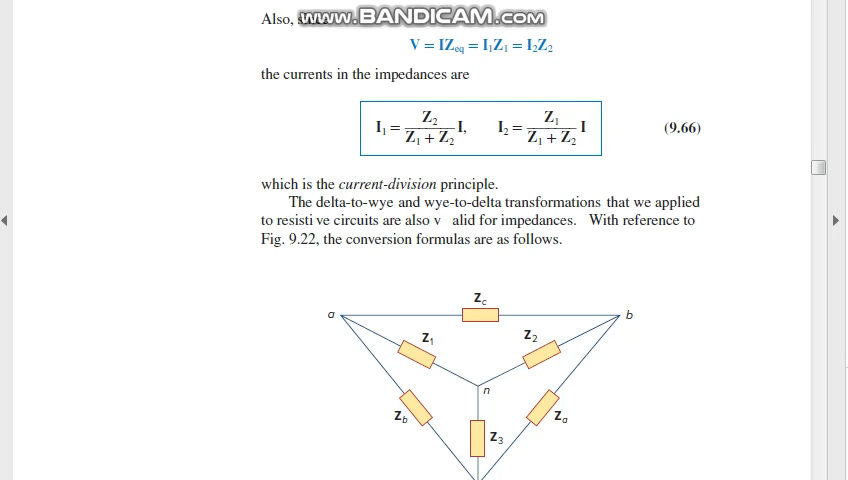 Also, since
www.BANDICAM.com
V = IZeq = I₁Z₁ = I₂Z₂
the currents in the impedances are
I₁ = Z₂ / (Z₁ + Z₂) I, I₂ = Z₁ / (Z₁ + Z₂) I (9.66)
which is the current-division principle.
The delta-to-wye and wye-to-delta transformations that we applied
to resisti ve circuits are also v alid for impedances. With reference to
Fig. 9.22, the conversion formulas are as follows.
Zc
a
b
Z₁
Z₂
n
Zb
Za
Z₃